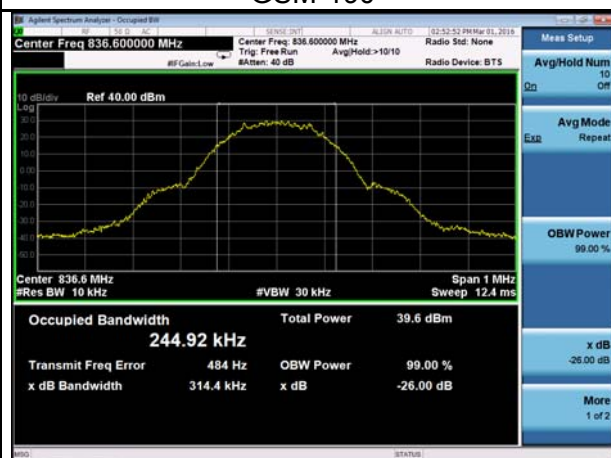 Agilent Spectrum Analyzer - Occupied BW
RF 50 Ω AC SENSE:INT ALIGN AUTO 02:52:52 PM Mar 01, 2016
Center Freq 836.600000 MHz
Center Freq: 836.600000 MHz
Radio Std: None
Trig: Free Run Avg|Hold:>10/10
#IFGain:Low #Atten: 40 dB Radio Device: BTS
10 dB/div Ref 40.00 dBm
Log
30.0
20.0
10.0
0.00
-10.0
-20.0
-30.0
-40.0
-50.0
Center 836.6 MHz Span 1 MHz
#Res BW 10 kHz #VBW 30 kHz Sweep 12.4 ms
Occupied Bandwidth Total Power 39.6 dBm
244.92 kHz
Transmit Freq Error 484 Hz OBW Power 99.00 %
x dB Bandwidth 314.4 kHz x dB -26.00 dB
MSG STATUS
Meas Setup
Avg/Hold Num
10
On Off
Avg Mode
Exp Repeat
OBW Power
99.00 %
x dB
-26.00 dB
More
1 of 2